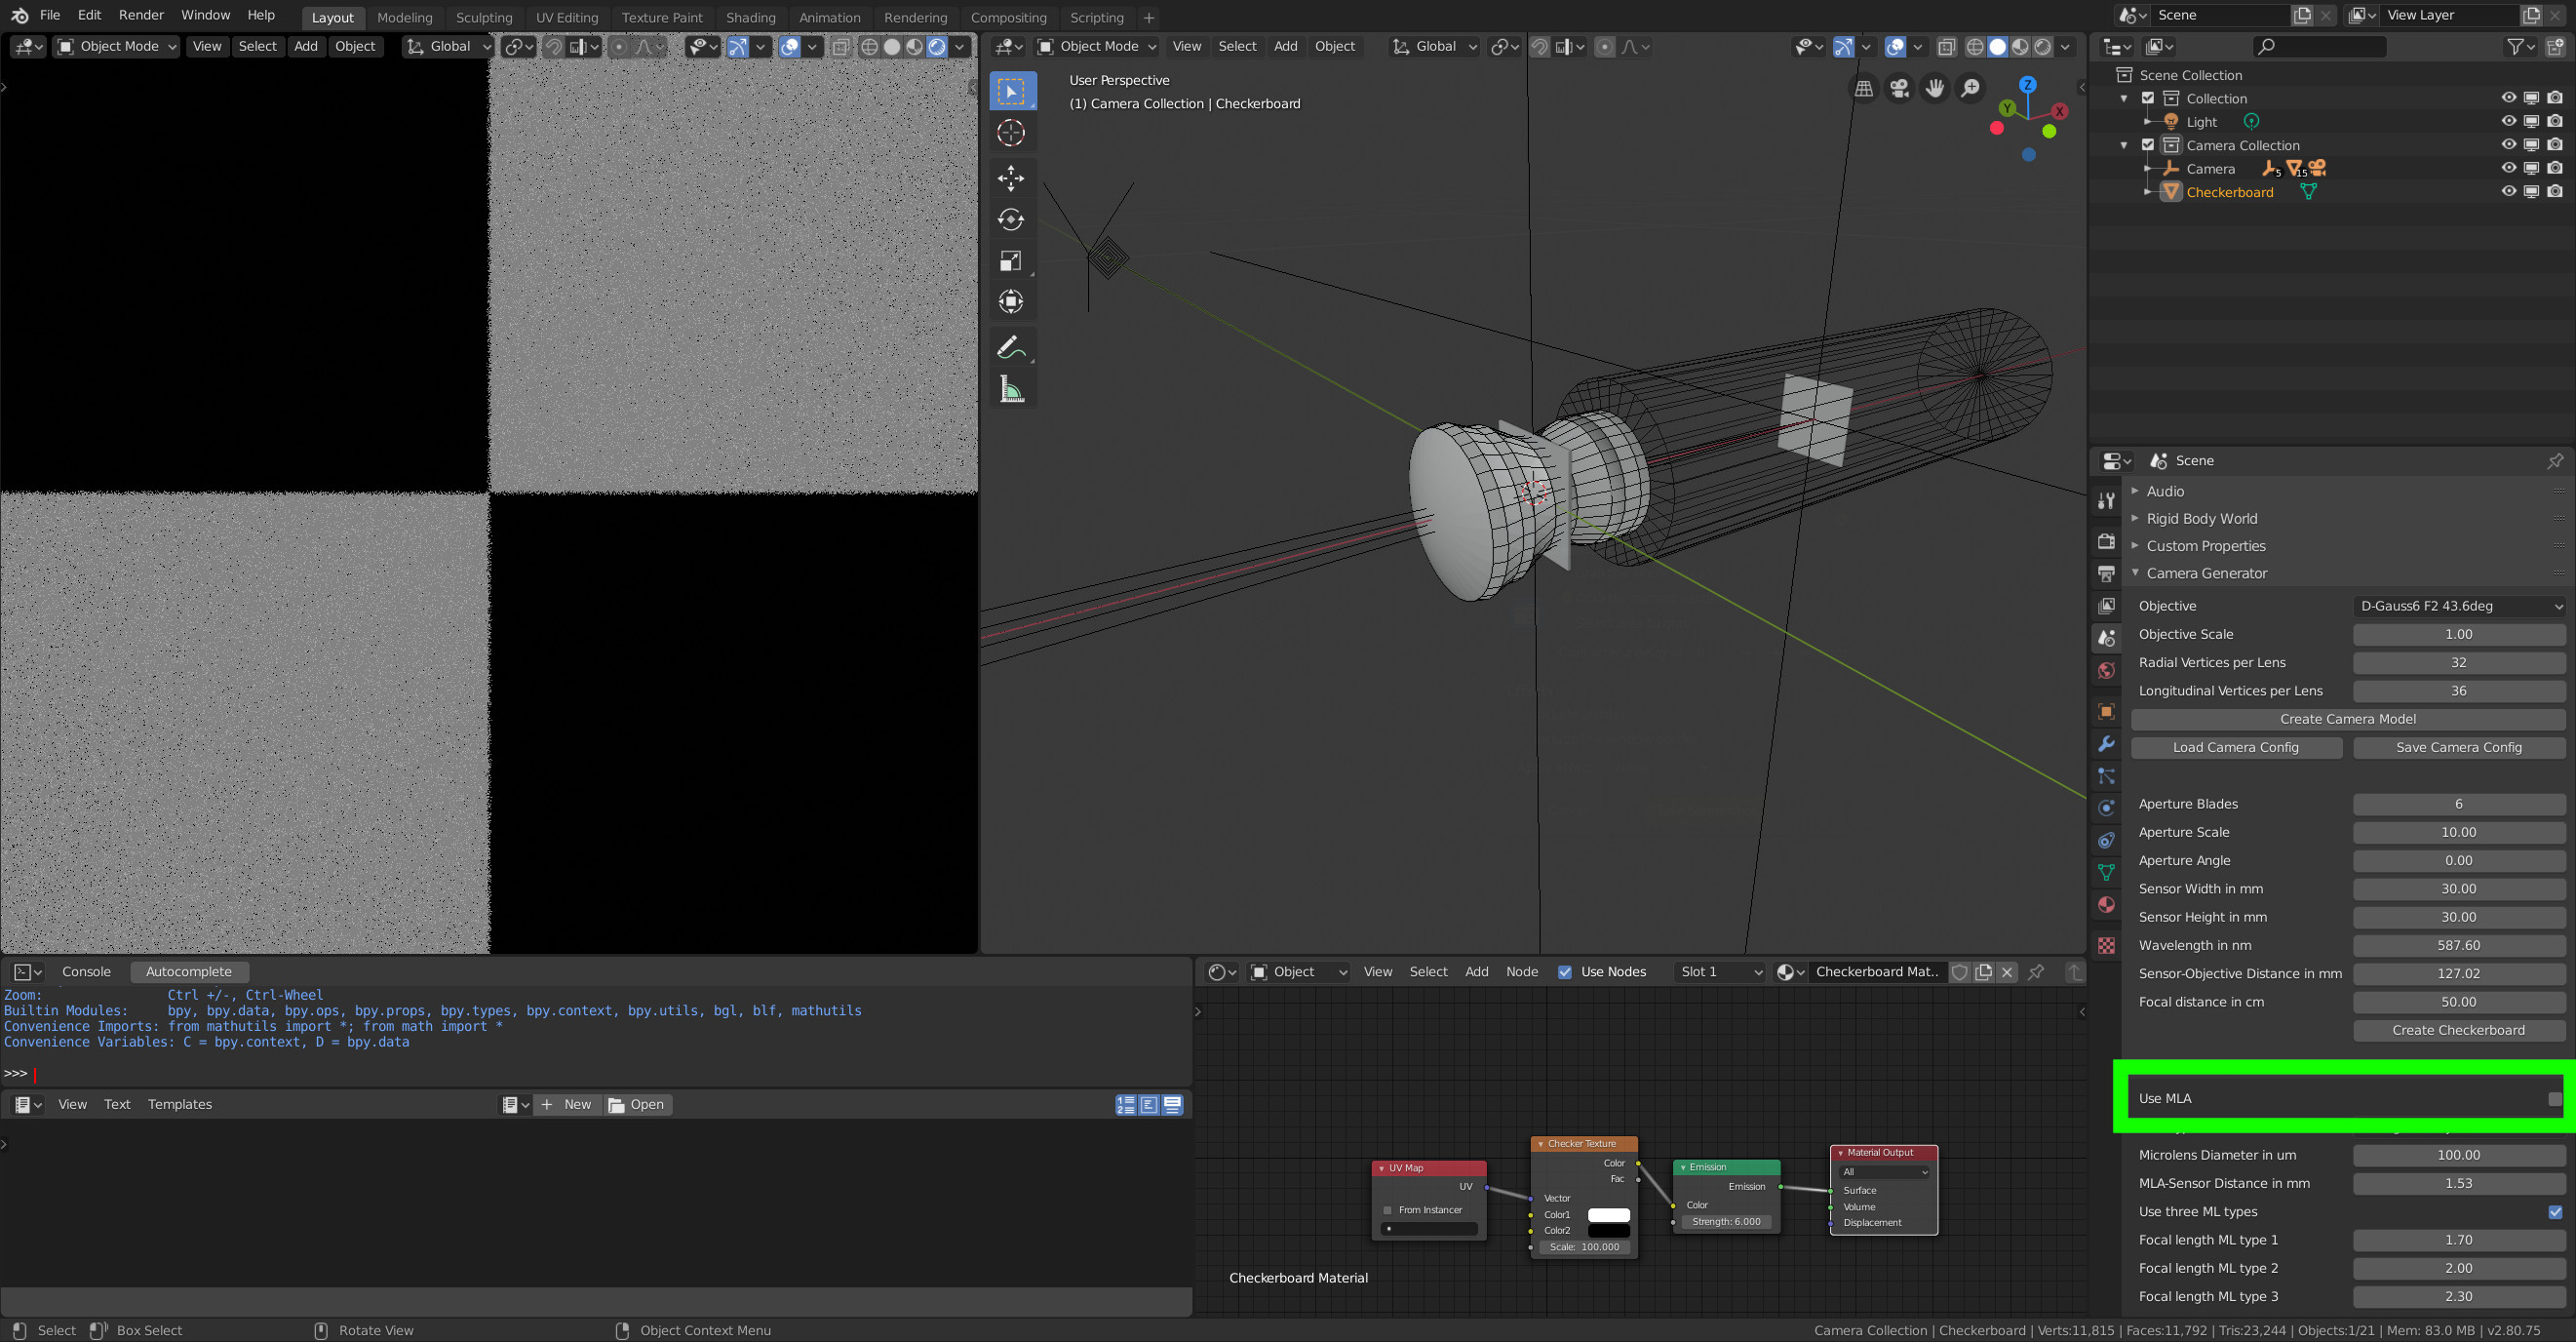 File Edit Render Window Help Layout Modeling Sculpting UV Editing Texture Paint Shading Animation Rendering Compositing Scripting + Scene View Layer
Object Mode View Select Add Object Global
Object Mode View Select Add Object Global
User Perspective
(1) Camera Collection | Checkerboard
Z
Y
X
Scene Collection
Collection
Light
Camera Collection
Camera 5 15
Checkerboard
Scene
Audio
Rigid Body World
Custom Properties
Camera Generator
Objective D-Gauss6 F2 43.6deg
Objective Scale 1.00
Radial Vertices per Lens 32
Longitudinal Vertices per Lens 36
Create Camera Model
Load Camera Config Save Camera Config
Aperture Blades 6
Aperture Scale 10.00
Aperture Angle 0.00
Sensor Width in mm 30.00
Sensor Height in mm 30.00
Wavelength in nm 587.60
Sensor-Objective Distance in mm 127.02
Focal distance in cm 50.00
Create Checkerboard
Use MLA
Microlens Diameter in um 100.00
MLA-Sensor Distance in mm 1.53
Use three ML types
Focal length ML type 1 1.70
Focal length ML type 2 2.00
Focal length ML type 3 2.30
Console Autocomplete
Zoom: Ctrl +/-, Ctrl-Wheel
Builtin Modules: bpy, bpy.data, bpy.ops, bpy.props, bpy.types, bpy.context, bpy.utils, bgl, blf, mathutils
Convenience Imports: from mathutils import *; from math import *
Convenience Variables: C = bpy.context, D = bpy.data
>>>
View Text Templates + New Open
Object View Select Add Node Use Nodes Slot 1 Checkerboard Mat..
UV Map
UV
From Instancer
Checker Texture
Color
Fac
Vector
Color1
Color2
Scale: 100.000
Emission
Emission
Color
Strength: 6.000
Material Output
All
Surface
Volume
Displacement
Checkerboard Material
Select Box Select Rotate View Object Context Menu
Camera Collection | Checkerboard | Verts:11,815 | Faces:11,792 | Tris:23,244 | Objects:1/21 | Mem: 83.0 MB | v2.80.75